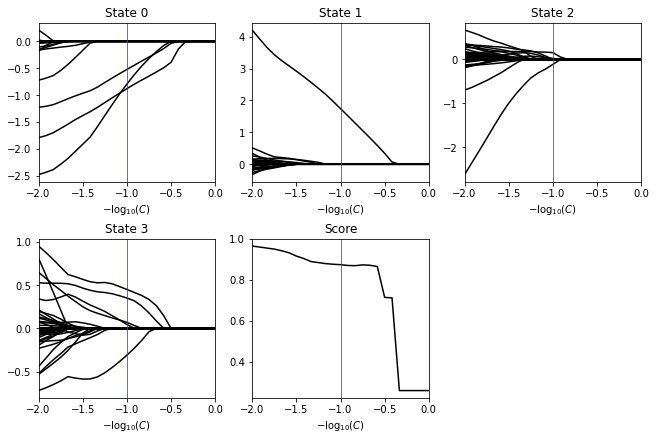 State 0
State 1
State 2
0.0
−0.5
−1.0
−1.5
−2.0
−2.5
4
3
2
1
0
0
−1
−2
−2.0 −1.5 −1.0 −0.5 0.0
−2.0 −1.5 −1.0 −0.5 0.0
−2.0 −1.5 −1.0 −0.5 0.0
−log₁₀(C)
−log₁₀(C)
−log₁₀(C)
State 3
Score
1.0
0.5
0.0
−0.5
1.0
0.8
0.6
0.4
−2.0 −1.5 −1.0 −0.5 0.0
−2.0 −1.5 −1.0 −0.5 0.0
−log₁₀(C)
−log₁₀(C)